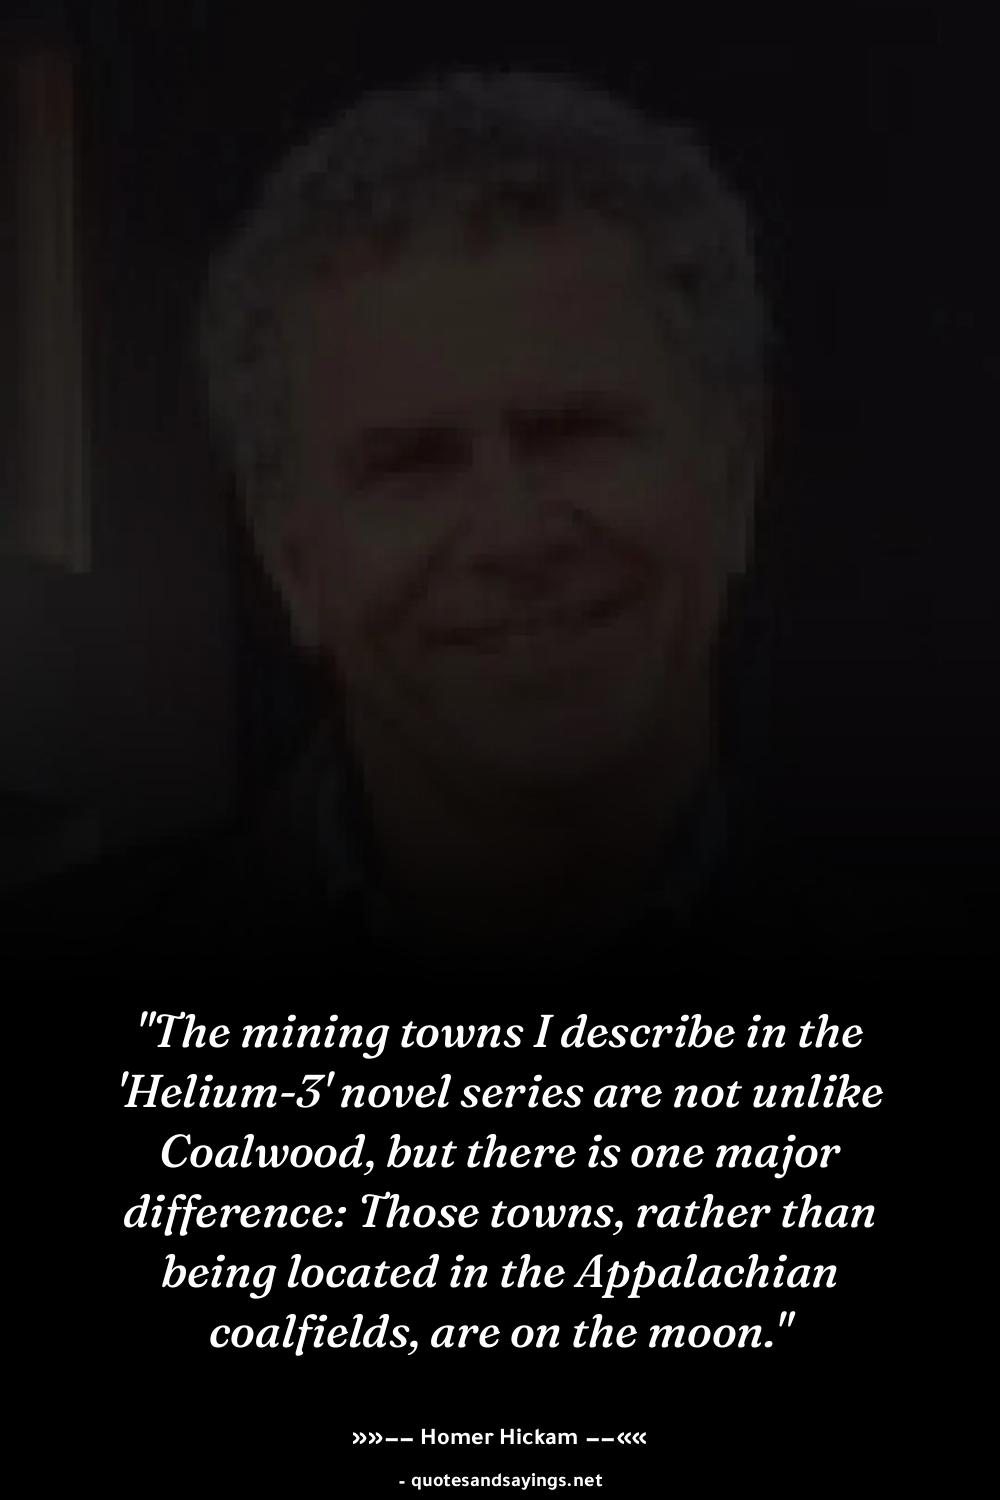 "The mining towns I describe in the
'Helium-3' novel series are not unlike
Coalwood, but there is one major
difference: Those towns, rather than
being located in the Appalachian
coalfields, are on the moon."
»»−− Homer Hickam −−««
- quotesandsayings.net